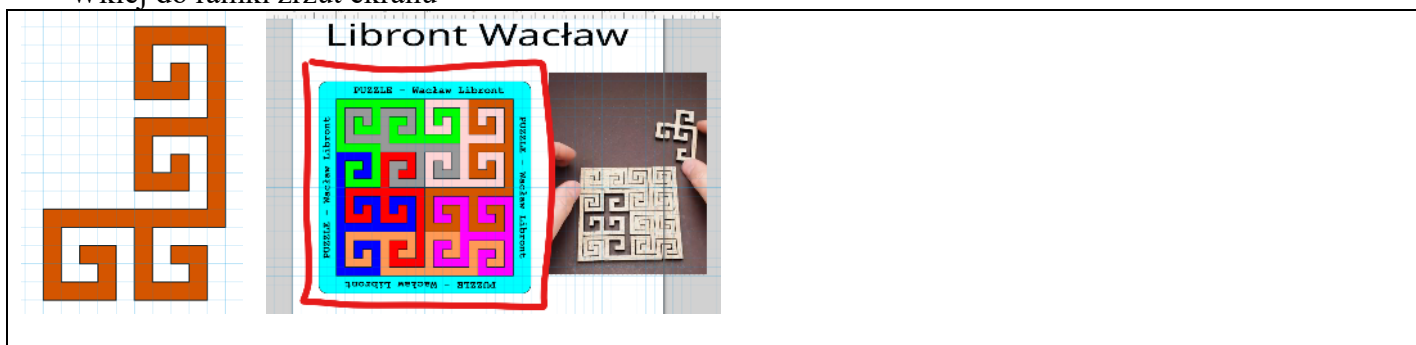 Wklej do ramki zrzut ekranu
Libront Wacław
PUZZLE - Wacław Libront
PUZZLE - Wacław Libront
PUZZLE - Wacław Libront
PUZZLE - Wacław Libront